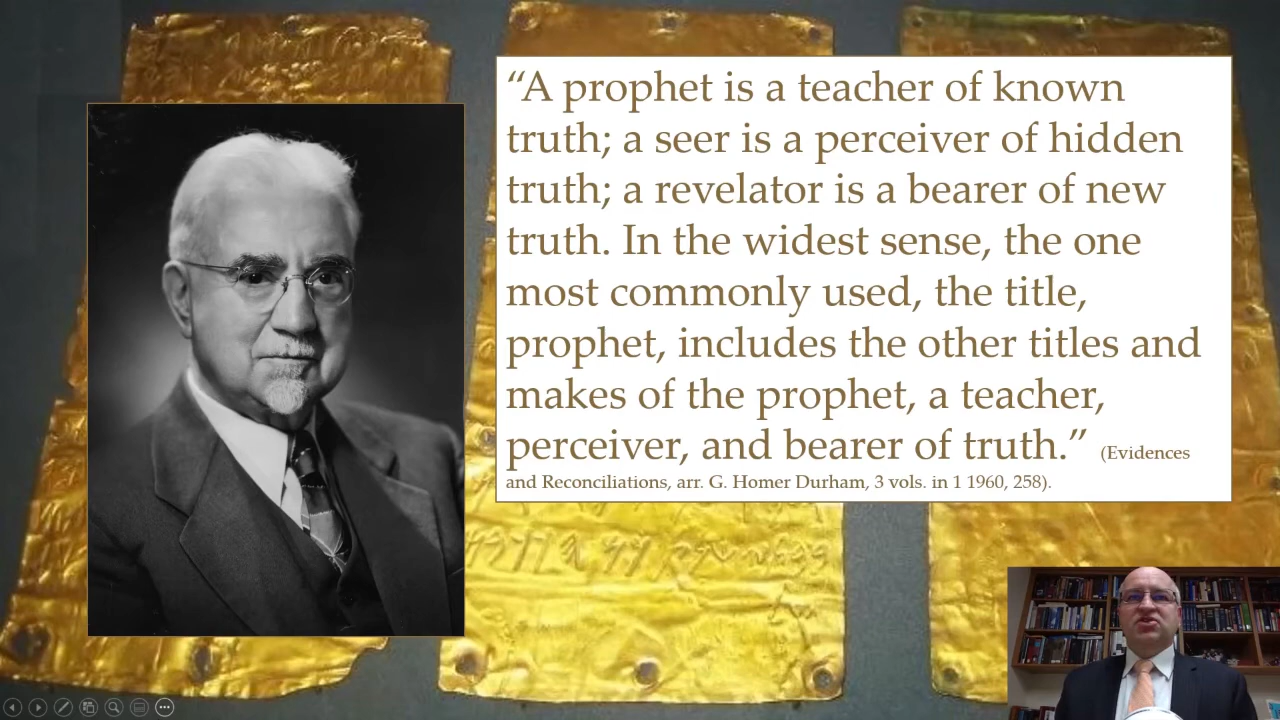 “A prophet is a teacher of known
truth; a seer is a perceiver of hidden
truth; a revelator is a bearer of new
truth. In the widest sense, the one
most commonly used, the title,
prophet, includes the other titles and
makes of the prophet, a teacher,
perceiver, and bearer of truth.” (Evidences
and Reconciliations, arr. G. Homer Durham, 3 vols. in 1 1960, 258).